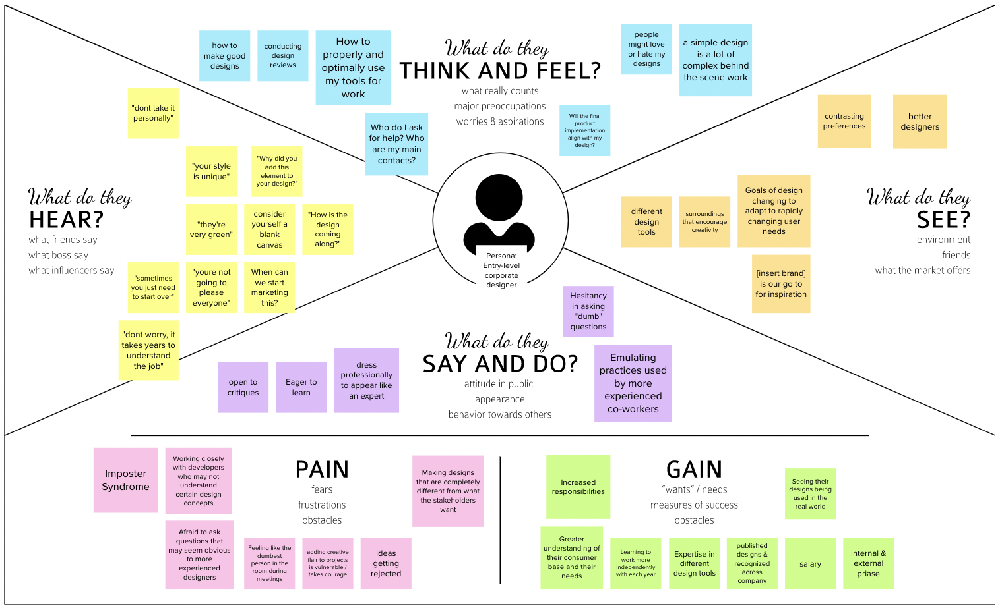 What do they
THINK AND FEEL?
what really counts
major preoccupations
worries & aspirations
how to
make good
designs
conducting
design
reviews
How to
properly and
optimally use
my tools for
work
Who do I ask
for help? Who
are my main
contacts?
people
might love
or hate my
designs
a simple design
is a lot of
complex behind
the scene work
Will the final
product
implementation
align with my
design?
What do they
HEAR?
what friends say
what boss say
what influencers say
"dont take it
personally"
"your style
is unique"
"Why did you
add this
element to
your design?"
"they're
very green"
consider
yourself a
blank
canvas
"How is the
design
coming
along?"
"sometimes
you just need
to start over"
"youre not
going to
please
everyone"
When can
we start
marketing
this?
"dont worry, it
takes years to
understand
the job"
Persona:
Entry-level
corporate
designer
What do they
SEE?
environment
friends
what the market offers
contrasting
preferences
better
designers
different
design
tools
surroundings
that encourage
creativity
Goals of design
changing to
adapt to rapidly
changing user
needs
[insert brand]
is our go to
for inspiration
What do they
SAY AND DO?
attitude in public
appearance
behavior towards others
open to
critiques
Eager to
learn
dress
professionally
to appear like
an expert
Hesitancy
in asking
"dumb"
questions
Emulating
practices used
by more
experienced
co-workers
PAIN
fears
frustrations
obstacles
Imposter
Syndrome
Working closely
with developers
who may not
understand
certain design
concepts
Making designs
that are completely
different from what
the stakeholders
want
Afraid to ask
questions that
may seem obvious
to more
experienced
designers
Feeling like the
dumbest
person in the
room during
meetings
adding creative
flair to projects
is vulnerable /
takes courage
Ideas
getting
rejected
GAIN
“wants” / needs
measures of success
obstacles
Increased
responsibilities
Seeing their
designs being
used in the
real world
Greater
understanding of
their consumer
base and their
needs
Learning to
work more
independently
with each year
Expertise in
different
design tools
published
designs &
recognized
across
company
salary
internal &
external
priase